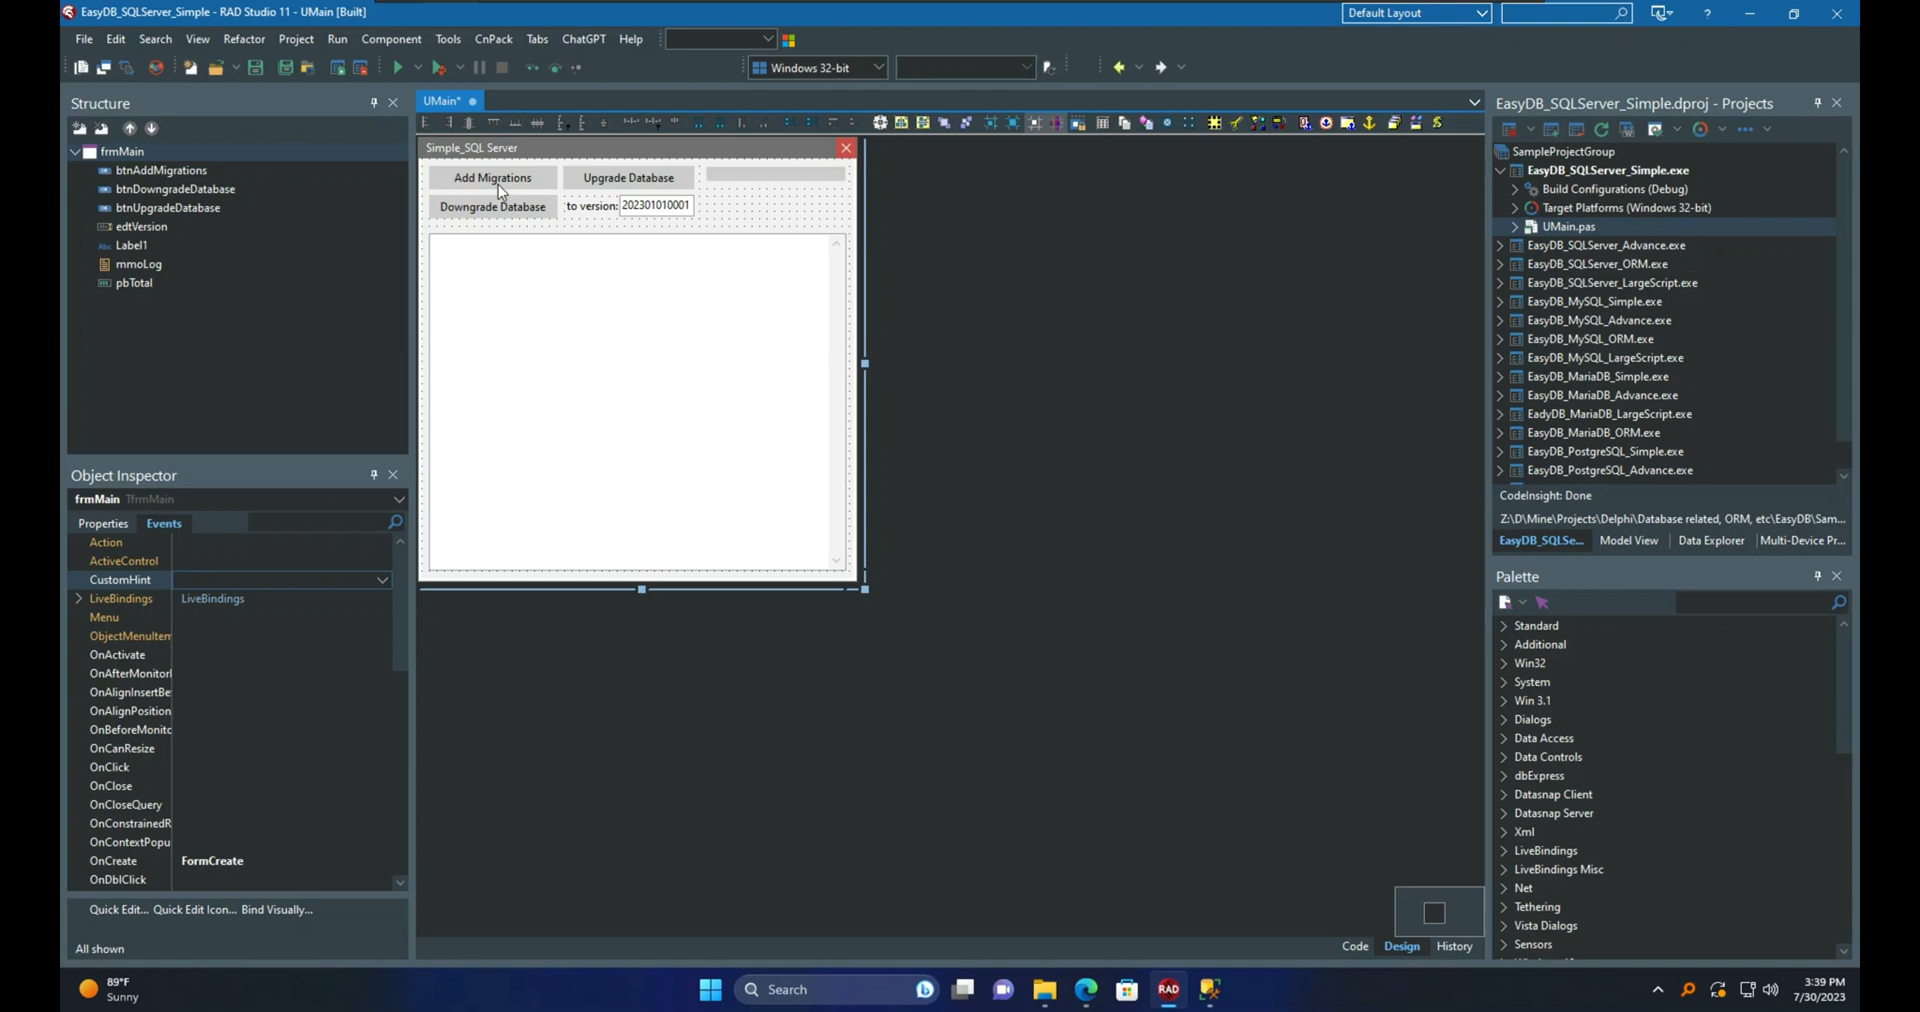 EasyDB_SQLServer_Simple - RAD Studio 11 - UMain [Built]
Default Layout
File Edit Search View Refactor Project Run Component Tools CnPack Tabs ChatGPT Help
Windows 32-bit
Structure
frmMain
btnAddMigrations
btnDowngradeDatabase
btnUpgradeDatabase
edtVersion
Label1
mmoLog
pbTotal
Object Inspector
frmMain TfrmMain
Properties Events
Action
ActiveControl
CustomHint
LiveBindings LiveBindings
Menu
ObjectMenuItem
OnActivate
OnAfterMonitorI
OnAlignInsertBe
OnAlignPosition
OnBeforeMonito
OnCanResize
OnClick
OnClose
OnCloseQuery
OnConstrainedR
OnContextPopu
OnCreate FormCreate
OnDblClick
Quick Edit... Quick Edit Icon... Bind Visually...
All shown
UMain*
Simple_SQL Server
Add Migrations Upgrade Database
Downgrade Database to version: 202301010001
Code Design History
EasyDB_SQLServer_Simple.dproj - Projects
SampleProjectGroup
EasyDB_SQLServer_Simple.exe
Build Configurations (Debug)
Target Platforms (Windows 32-bit)
UMain.pas
EasyDB_SQLServer_Advance.exe
EasyDB_SQLServer_ORM.exe
EasyDB_SQLServer_LargeScript.exe
EasyDB_MySQL_Simple.exe
EasyDB_MySQL_Advance.exe
EasyDB_MySQL_ORM.exe
EasyDB_MySQL_LargeScript.exe
EasyDB_MariaDB_Simple.exe
EasyDB_MariaDB_Advance.exe
EadyDB_MariaDB_LargeScript.exe
EasyDB_MariaDB_ORM.exe
EasyDB_PostgreSQL_Simple.exe
EasyDB_PostgreSQL_Advance.exe
CodeInsight: Done
Z:\D\Mine\Projects\Delphi\Database related, ORM, etc\EasyDB\Sam...
EasyDB_SQLSe... Model View Data Explorer Multi-Device Pr...
Palette
Standard
Additional
Win32
System
Win 3.1
Dialogs
Data Access
Data Controls
dbExpress
Datasnap Client
Datasnap Server
Xml
LiveBindings
LiveBindings Misc
Net
Tethering
Vista Dialogs
Sensors
89°F
Sunny
Search
RAD
3:39 PM
7/30/2023